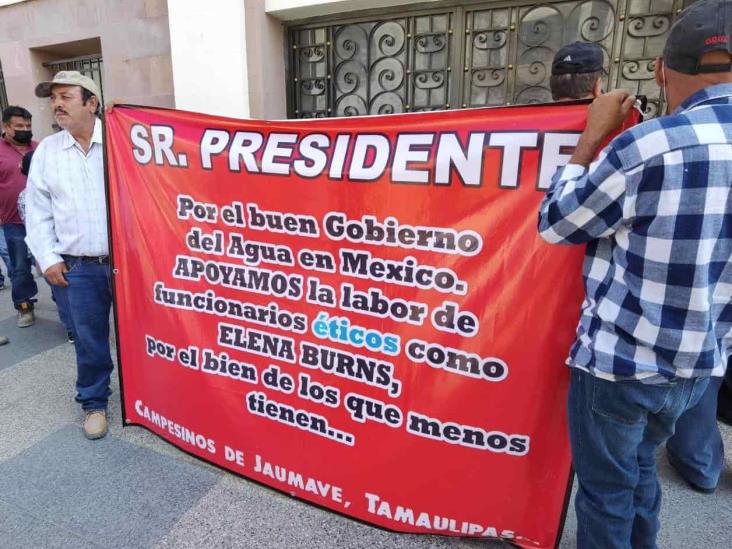 SR. PRESIDENTE
Por el buen Gobierno
del Agua en Mexico.
APOYAMOS la labor de
funcionarios éticos como
ELENA BURNS,
por el bien de los que menos
tienen...
CAMPESINOS DE JAUMAVE, TAMAULIPAS